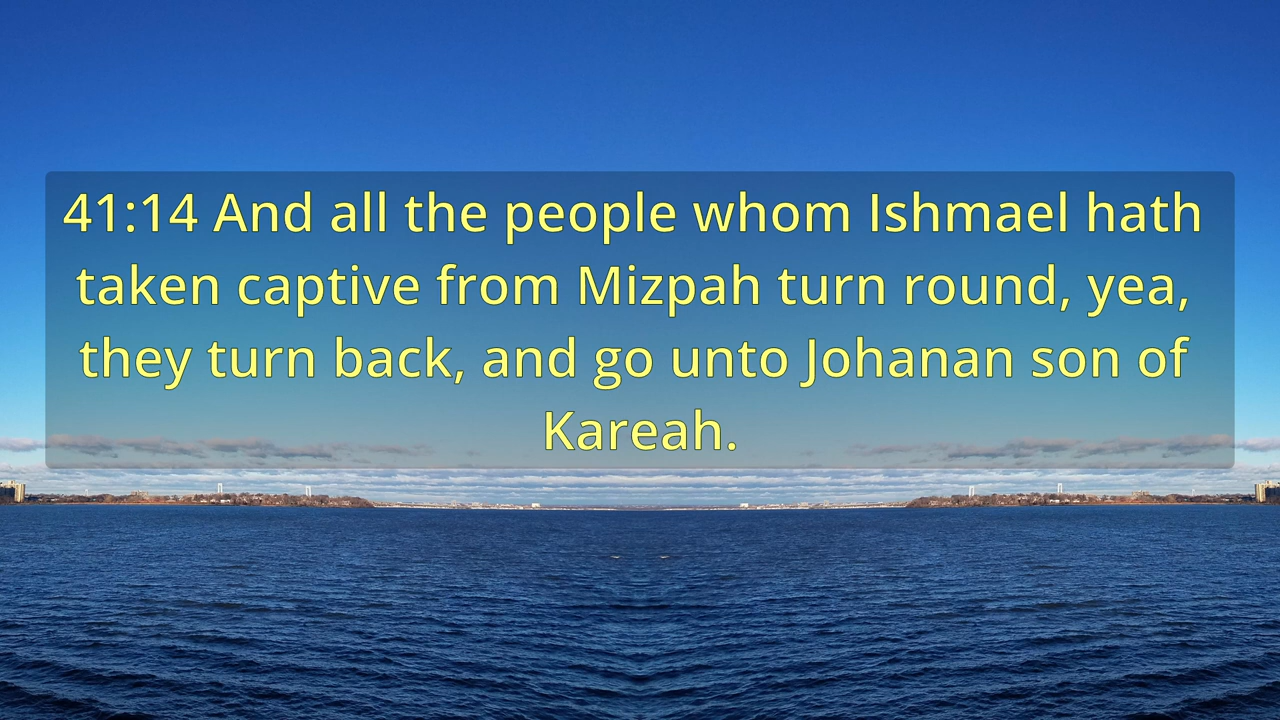 41:14 And all the people whom Ishmael hath
taken captive from Mizpah turn round, yea,
they turn back, and go unto Johanan son of
Kareah.